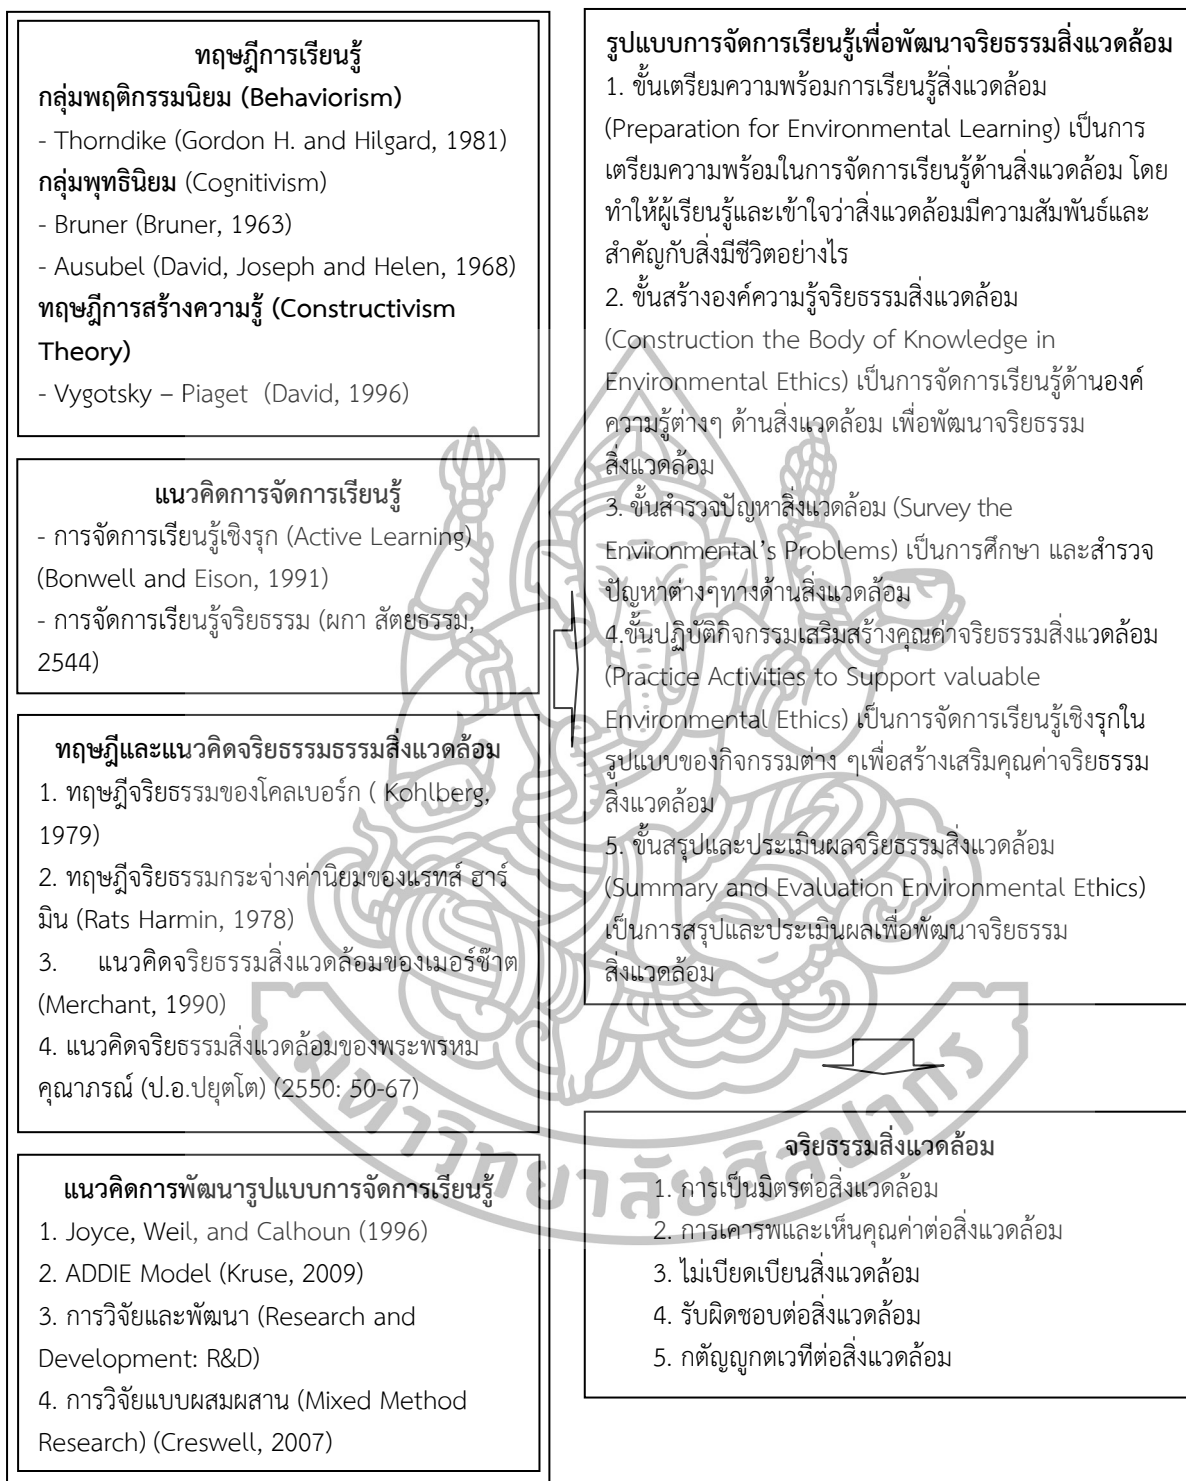 ทฤษฎีการเรียนรู้
กลุ่มพฤติกรรมนิยม (Behaviorism)
- Thorndike (Gordon H. and Hilgard, 1981)
กลุ่มพุทธินิยม (Cognitivism)
- Bruner (Bruner, 1963)
- Ausubel (David, Joseph and Helen, 1968)
ทฤษฎีการสร้างความรู้ (Constructivism
Theory)
- Vygotsky – Piaget (David, 1996)
แนวคิดการจัดการเรียนรู้
- การจัดการเรียนรู้เชิงรุก (Active Learning)
(Bonwell and Eison, 1991)
- การจัดการเรียนรู้จริยธรรม (ผกา สัตยธรรม,
2544)
ทฤษฎีและแนวคิดจริยธรรมธรรมสิ่งแวดล้อม
1. ทฤษฎีจริยธรรมของโคลเบอร์ก ( Kohlberg,
1979)
2. ทฤษฎีจริยธรรมกระจ่างค่านิยมของแรทส์ ฮาร์
มิน (Rats Harmin, 1978)
3. แนวคิดจริยธรรมสิ่งแวดล้อมของเมอร์ช๊าต
(Merchant, 1990)
4. แนวคิดจริยธรรมสิ่งแวดล้อมของพระพรหม
คุณาภรณ์ (ป.อ.ปยุตโต) (2550: 50-67)
แนวคิดการพัฒนารูปแบบการจัดการเรียนรู้
1. Joyce, Weil, and Calhoun (1996)
2. ADDIE Model (Kruse, 2009)
3. การวิจัยและพัฒนา (Research and
Development: R&D)
4. การวิจัยแบบผสมผสาน (Mixed Method
Research) (Creswell, 2007)
รูปแบบการจัดการเรียนรู้เพื่อพัฒนาจริยธรรมสิ่งแวดล้อม
1. ขั้นเตรียมความพร้อมการเรียนรู้สิ่งแวดล้อม
(Preparation for Environmental Learning) เป็นการ
เตรียมความพร้อมในการจัดการเรียนรู้ด้านสิ่งแวดล้อม โดย
ทำให้ผู้เรียนรู้และเข้าใจว่าสิ่งแวดล้อมมีความสัมพันธ์และ
สำคัญกับสิ่งมีชีวิตอย่างไร
2. ขั้นสร้างองค์ความรู้จริยธรรมสิ่งแวดล้อม
(Construction the Body of Knowledge in
Environmental Ethics) เป็นการจัดการเรียนรู้ด้านองค์
ความรู้ต่างๆ ด้านสิ่งแวดล้อม เพื่อพัฒนาจริยธรรม
สิ่งแวดล้อม
3. ขั้นสำรวจปัญหาสิ่งแวดล้อม (Survey the
Environmental's Problems) เป็นการศึกษา และสำรวจ
ปัญหาต่างๆทางด้านสิ่งแวดล้อม
4.ขั้นปฏิบัติกิจกรรมเสริมสร้างคุณค่าจริยธรรมสิ่งแวดล้อม
(Practice Activities to Support valuable
Environmental Ethics) เป็นการจัดการเรียนรู้เชิงรุกใน
รูปแบบของกิจกรรมต่าง ๆเพื่อสร้างเสริมคุณค่าจริยธรรม
สิ่งแวดล้อม
5. ขั้นสรุปและประเมินผลจริยธรรมสิ่งแวดล้อม
(Summary and Evaluation Environmental Ethics)
เป็นการสรุปและประเมินผลเพื่อพัฒนาจริยธรรม
สิ่งแวดล้อม
จริยธรรมสิ่งแวดล้อม
1. การเป็นมิตรต่อสิ่งแวดล้อม
2. การเคารพและเห็นคุณค่าต่อสิ่งแวดล้อม
3. ไม่เบียดเบียนสิ่งแวดล้อม
4. รับผิดชอบต่อสิ่งแวดล้อม
5. กตัญญูกตเวทีต่อสิ่งแวดล้อม
มหาวิทยาลัยศิลปากร